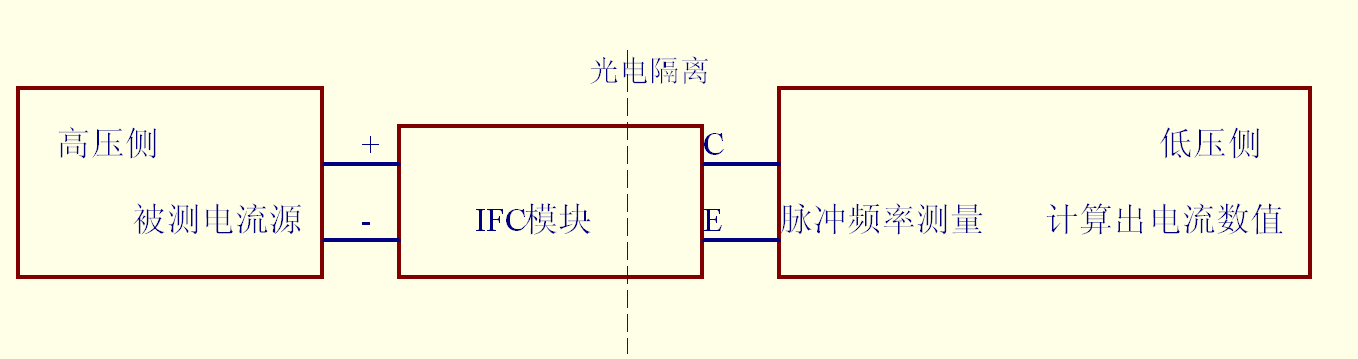 光电隔离
高压侧
+
C
低压侧
被测电流源
-
IFC模块
E
脉冲频率测量
计算出电流数值